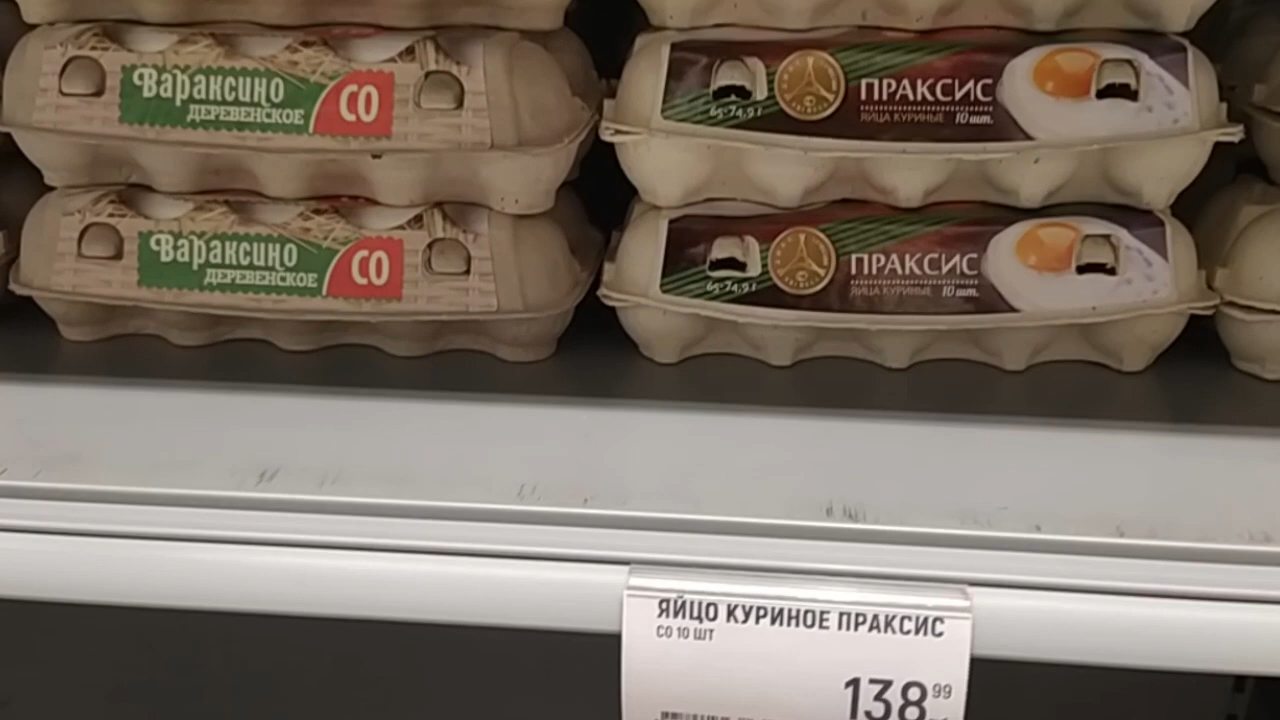 Вараксино
ДЕРЕВЕНСКОЕ
СО
65-74,9 г
ПРАКСИС
ЯЙЦА КУРИНЫЕ 10 шт.
Вараксино
ДЕРЕВЕНСКОЕ
СО
65-74,9 г
ПРАКСИС
ЯЙЦА КУРИНЫЕ 10 шт.
ЯЙЦО КУРИНОЕ ПРАКСИС
СО 10 ШТ
138 99